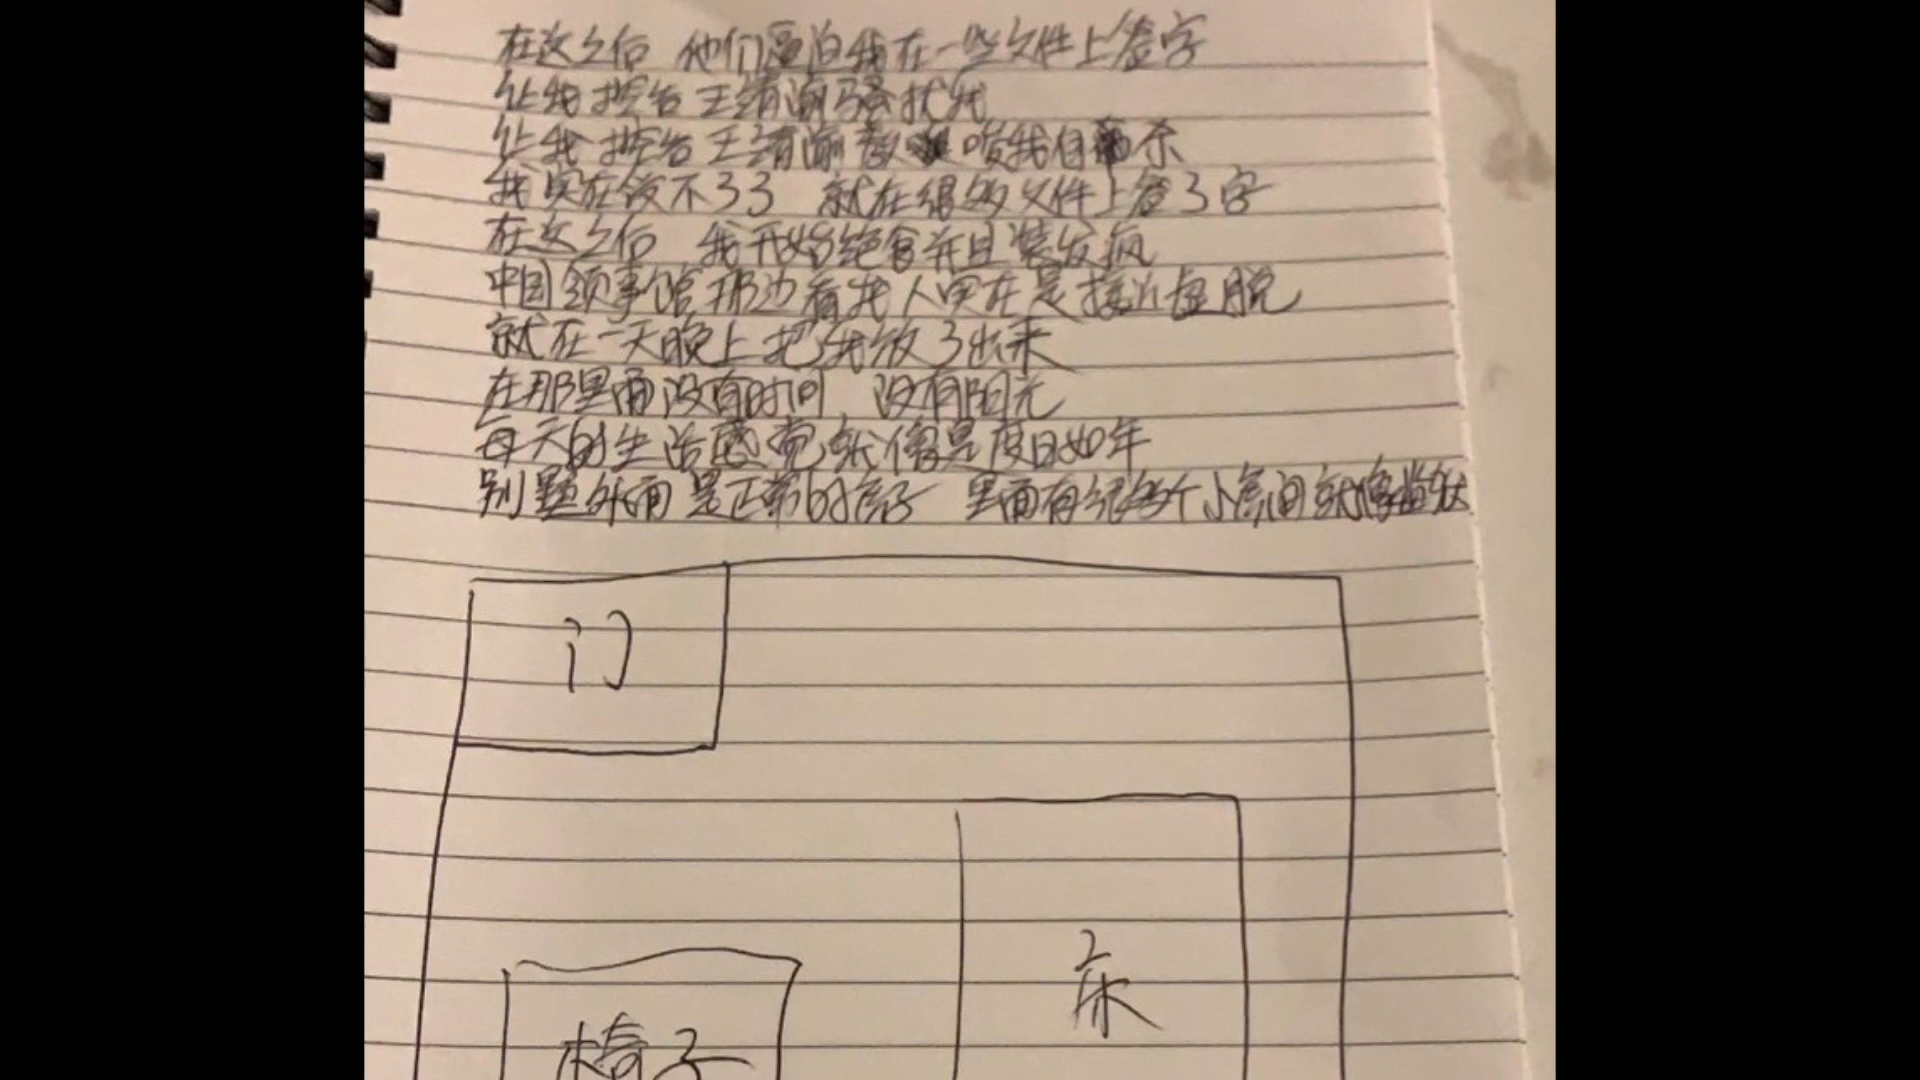 在这之后 他们逼迫我在一些文件上签字
让我控告王靖渝骚扰我
让我控告王靖渝教唆我自杀
我实在饿不了了 就在很多文件上签了字
在这之后 我开始绝食并且装发疯
中国领事馆那边看我人实在是接近虚脱
就在一天晚上把我放了出来
在那里面没有时间 没有阳光
每天的生活感觉就像是度日如年
别墅外面是正常的房子 里面有很多个小房间就像监狱
门
床
椅子